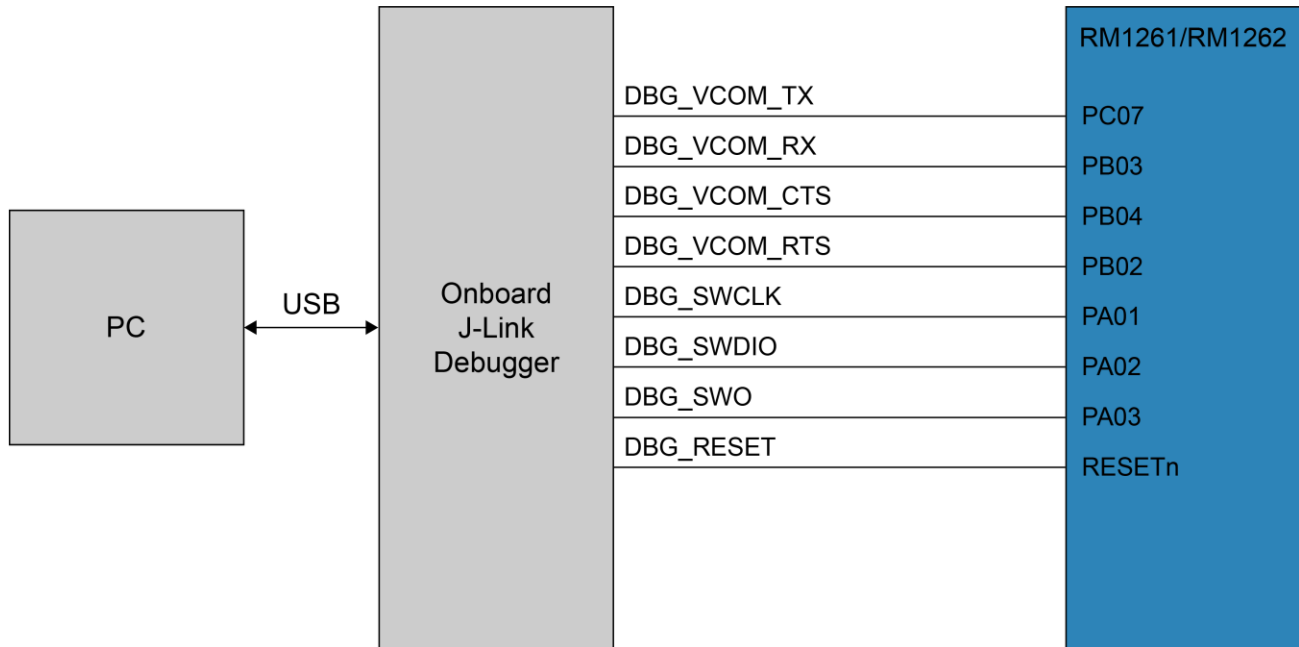 PC
USB
Onboard
J-Link
Debugger
DBG_VCOM_TX
DBG_VCOM_RX
DBG_VCOM_CTS
DBG_VCOM_RTS
DBG_SWCLK
DBG_SWDIO
DBG_SWO
DBG_RESET
RM1261/RM1262
PC07
PB03
PB04
PB02
PA01
PA02
PA03
RESETn